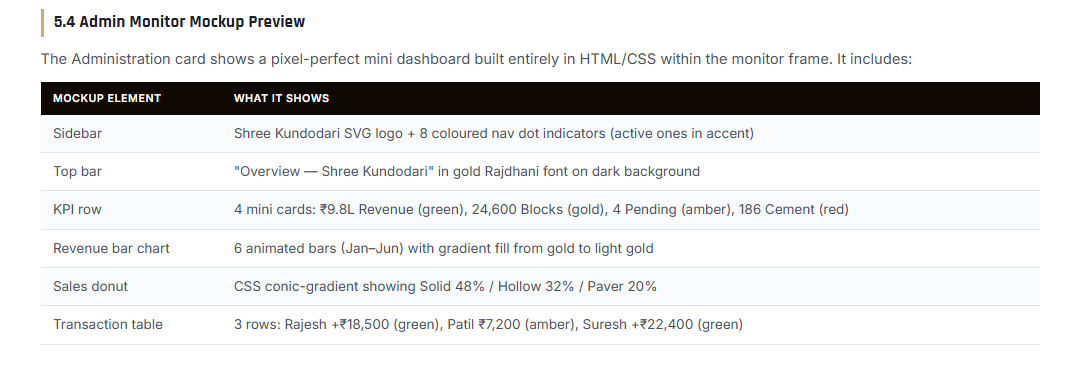 5.4 Admin Monitor Mockup Preview
The Administration card shows a pixel-perfect mini dashboard built entirely in HTML/CSS within the monitor frame. It includes:
MOCKUP ELEMENT WHAT IT SHOWS
Sidebar Shree Kundodari SVG logo + 8 coloured nav dot indicators (active ones in accent)
Top bar "Overview — Shree Kundodari" in gold Rajdhani font on dark background
KPI row 4 mini cards: ₹9.8L Revenue (green), 24,600 Blocks (gold), 4 Pending (amber), 186 Cement (red)
Revenue bar chart 6 animated bars (Jan–Jun) with gradient fill from gold to light gold
Sales donut CSS conic-gradient showing Solid 48% / Hollow 32% / Paver 20%
Transaction table 3 rows: Rajesh +₹18,500 (green), Patil ₹7,200 (amber), Suresh +₹22,400 (green)